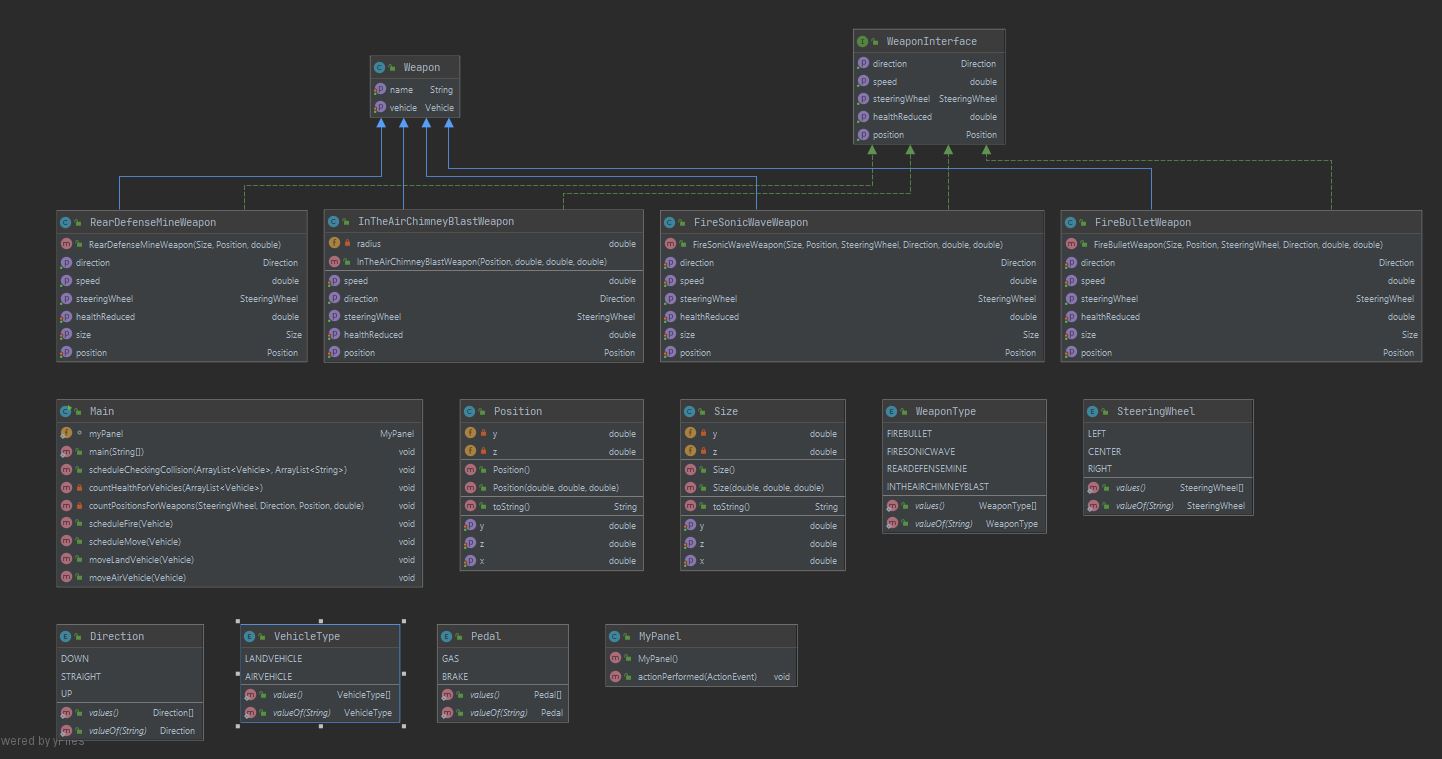 Weapon
name String
vehicle Vehicle
WeaponInterface
direction Direction
speed double
steeringWheel SteeringWheel
healthReduced double
position Position
RearDefenseMineWeapon
RearDefenseMineWeapon(Size, Position, double)
direction Direction
speed double
steeringWheel SteeringWheel
healthReduced double
size Size
position Position
InTheAirChimneyBlastWeapon
radius double
InTheAirChimneyBlastWeapon(Position, double, double, double)
speed double
direction Direction
steeringWheel SteeringWheel
healthReduced double
position Position
FireSonicWaveWeapon
FireSonicWaveWeapon(Size, Position, SteeringWheel, Direction, double, double)
direction Direction
speed double
steeringWheel SteeringWheel
healthReduced double
size Size
position Position
FireBulletWeapon
FireBulletWeapon(Size, Position, SteeringWheel, Direction, double, double)
direction Direction
speed double
steeringWheel SteeringWheel
healthReduced double
size Size
position Position
Main
myPanel MyPanel
main(String[]) void
scheduleCheckingCollision(ArrayList<Vehicle>, ArrayList<String>) void
countHealthForVehicles(ArrayList<Vehicle>) void
countPositionsForWeapons(SteeringWheel, Direction, Position, double) void
scheduleFire(Vehicle) void
scheduleMove(Vehicle) void
moveLandVehicle(Vehicle) void
moveAirVehicle(Vehicle) void
Position
y double
z double
Position()
Position(double, double, double)
toString() String
y double
z double
x double
Size
y double
z double
Size()
Size(double, double, double)
toString() String
y double
z double
x double
WeaponType
FIREBULLET
FIRESONICWAVE
REARDEFENSEMINE
INTHEAIRCHIMNEYBLAST
values() WeaponType[]
valueOf(String) WeaponType
SteeringWheel
LEFT
CENTER
RIGHT
values() SteeringWheel[]
valueOf(String) SteeringWheel
Direction
DOWN
STRAIGHT
UP
values() Direction[]
valueOf(String) Direction
VehicleType
LANDVEHICLE
AIRVEHICLE
values() VehicleType[]
valueOf(String) VehicleType
Pedal
GAS
BRAKE
values() Pedal[]
valueOf(String) Pedal
MyPanel
MyPanel()
actionPerformed(ActionEvent) void
wered by yFiles